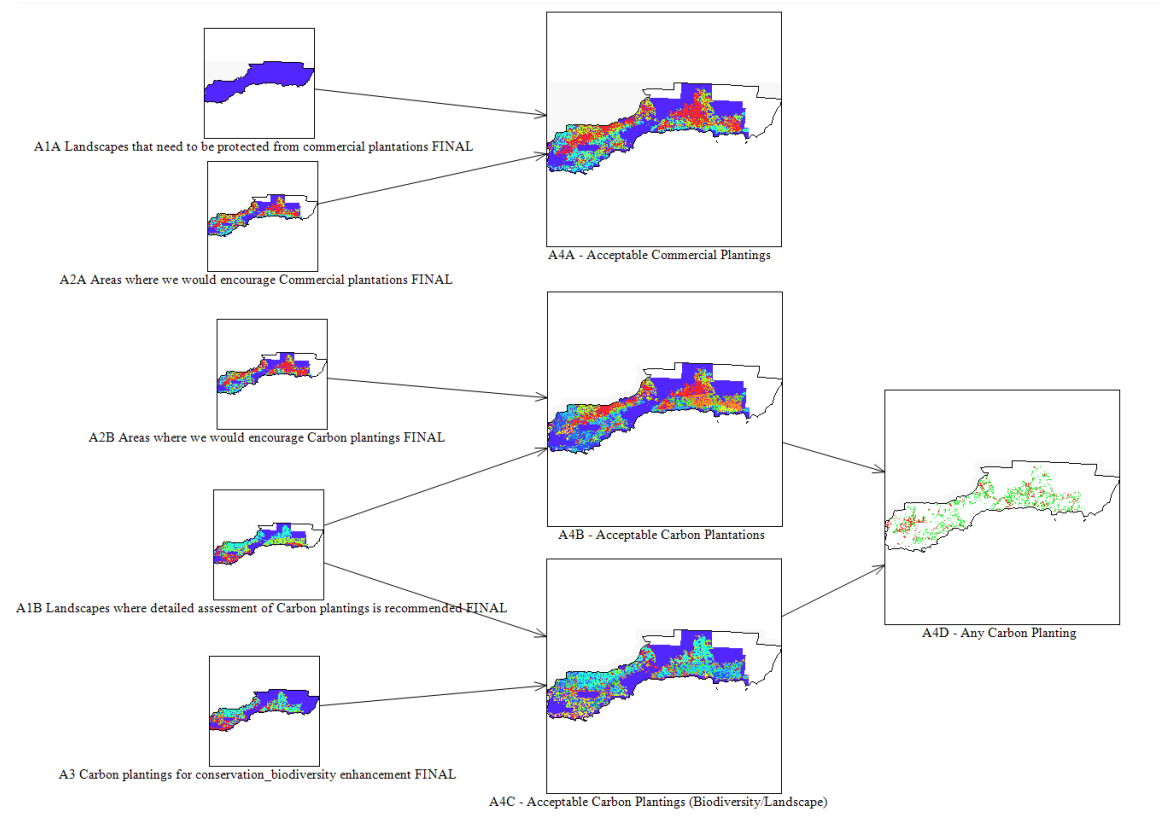 A1A Landscapes that need to be protected from commercial plantations FINAL
A2A Areas where we would encourage Commercial plantations FINAL
A4A - Acceptable Commercial Plantings
A2B Areas where we would encourage Carbon plantings FINAL
A4B - Acceptable Carbon Plantations
A1B Landscapes where detailed assessment of Carbon plantings is recommended FINAL
A4D - Any Carbon Planting
A3 Carbon plantings for conservation_biodiversity enhancement FINAL
A4C - Acceptable Carbon Plantings (Biodiversity/Landscape)